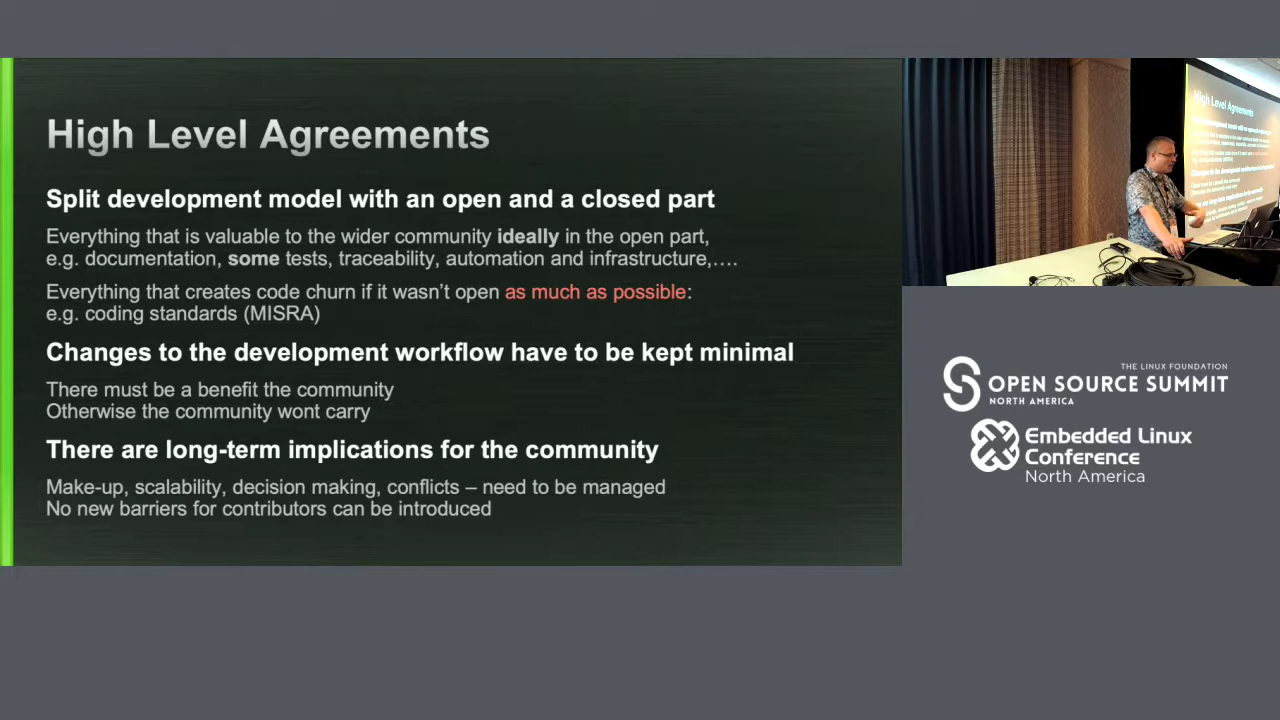 High Level Agreements
Split development model with an open and a closed part
Everything that is valuable to the wider community ideally in the open part,
e.g. documentation, some tests, traceability, automation and infrastructure,….
Everything that creates code churn if it wasn't open as much as possible:
e.g. coding standards (MISRA)
Changes to the development workflow have to be kept minimal
There must be a benefit the community
Otherwise the community wont carry
There are long-term implications for the community
Make-up, scalability, decision making, conflicts – need to be managed
No new barriers for contributors can be introduced
High Level Agreements
THE LINUX FOUNDATION
OPEN SOURCE SUMMIT
NORTH AMERICA
Embedded Linux
Conference
North America